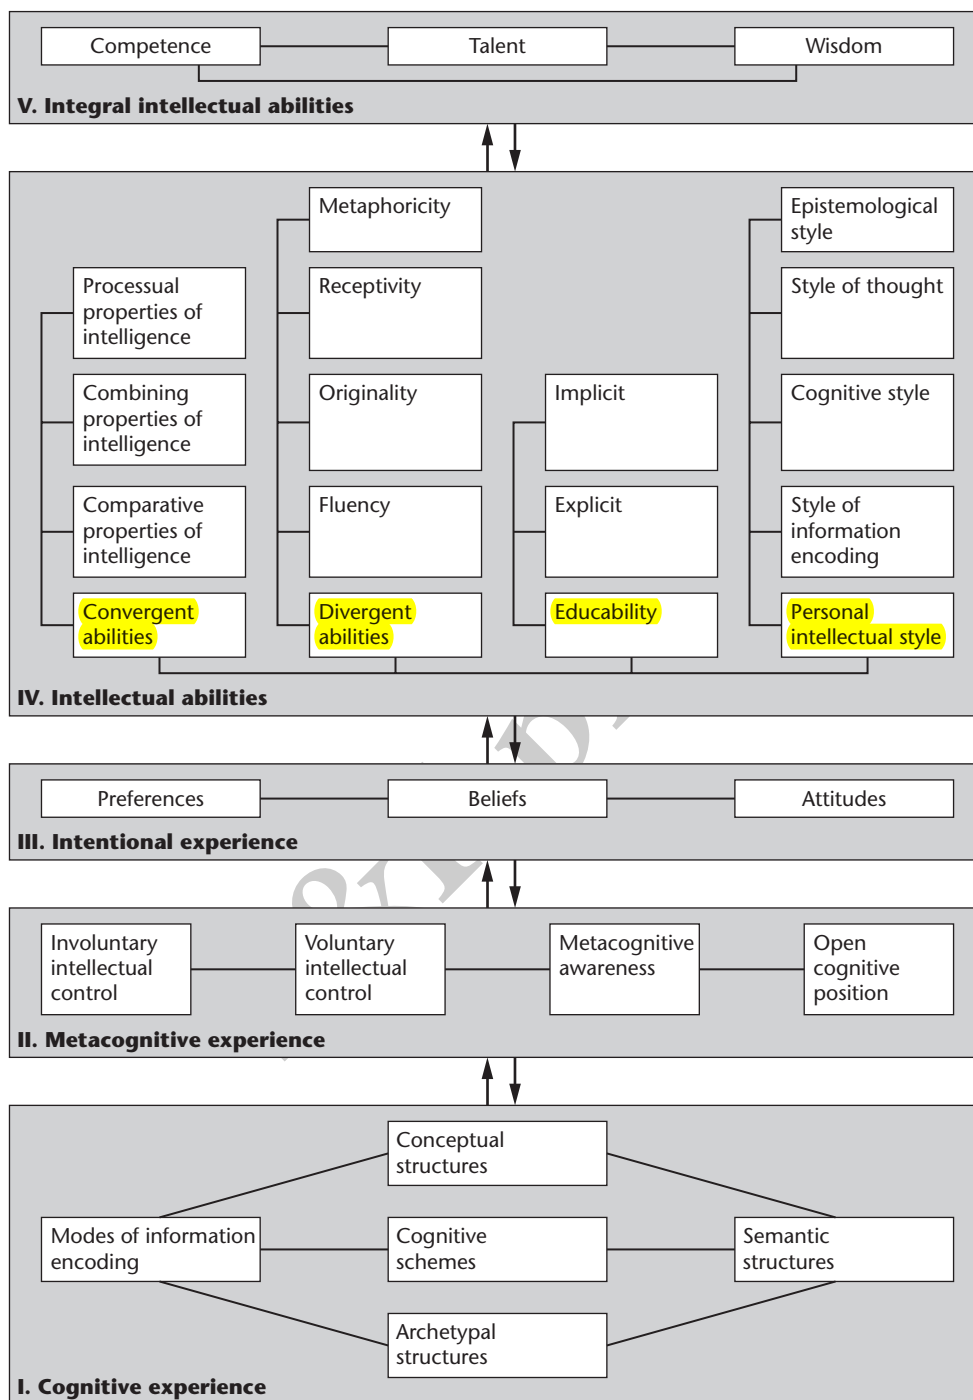 Competence
Talent
Wisdom
V. Integral intellectual abilities
Metaphoricity
Epistemological
style
Processual
properties of
intelligence
Receptivity
Style of thought
Combining
properties of
intelligence
Originality
Implicit
Cognitive style
Comparative
properties of
intelligence
Fluency
Explicit
Style of
information
encoding
Convergent
abilities
Divergent
abilities
Educability
Personal
intellectual style
IV. Intellectual abilities
Preferences
Beliefs
Attitudes
III. Intentional experience
Involuntary
intellectual
control
Voluntary
intellectual
control
Metacognitive
awareness
Open
cognitive
position
II. Metacognitive experience
Conceptual
structures
Modes of information
encoding
Cognitive
schemes
Semantic
structures
Archetypal
structures
I. Cognitive experience